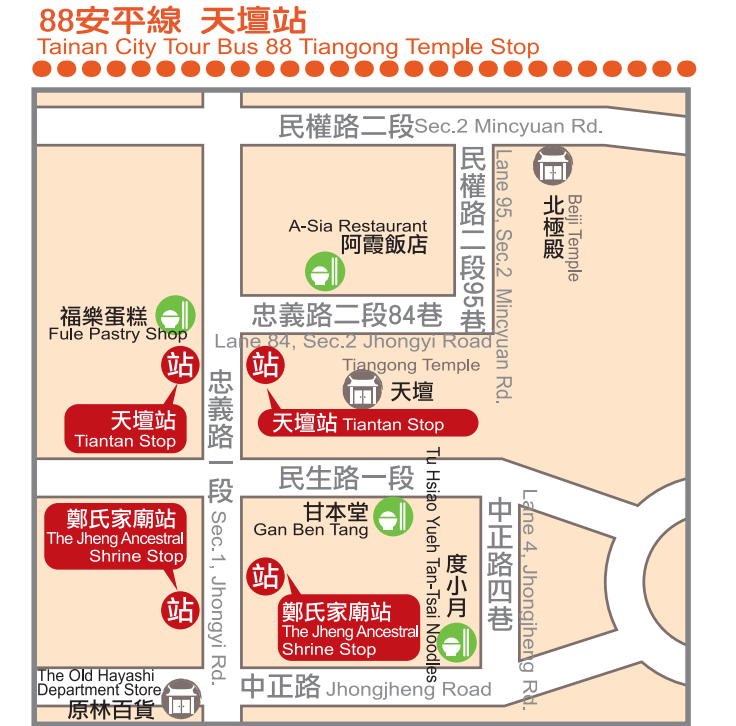 88安平線 天壇站
Tainan City Tour Bus 88 Tiangong Temple Stop
民權路二段Sec.2 Mincyuan Rd.
民權路二段95巷
Lane 95, Sec.2 Mincyuan Rd.
北極殿
Beiji Temple
A-Sia Restaurant
阿霞飯店
福樂蛋糕
Fule Pastry Shop
忠義路二段84巷
Lane 84, Sec.2 Jhongyi Road
站
站
Tiangong Temple
天壇
天壇站
Tiantan Stop
天壇站 Tiantan Stop
忠義路一段
Sec.1, Jhongyi Rd.
民生路一段
甘本堂
Gan Ben Tang
Tu Hsiao Yueh Tan-Tsai Noodles
度小月
中正路四巷
Lane 4, Jhongjheng Rd.
鄭氏家廟站
The Jheng Ancestral
Shrine Stop
站
站
鄭氏家廟站
The Jheng Ancestral
Shrine Stop
The Old Hayashi
Department Store
原林百貨
中正路 Jhongjheng Road